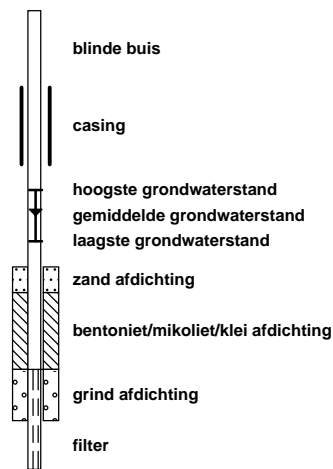 blinde buis
casing
hoogste grondwaterstand
gemiddelde grondwaterstand
laagste grondwaterstand
zand afdichting
bentoniet/mikoliet/klei afdichting
grind afdichting
filter